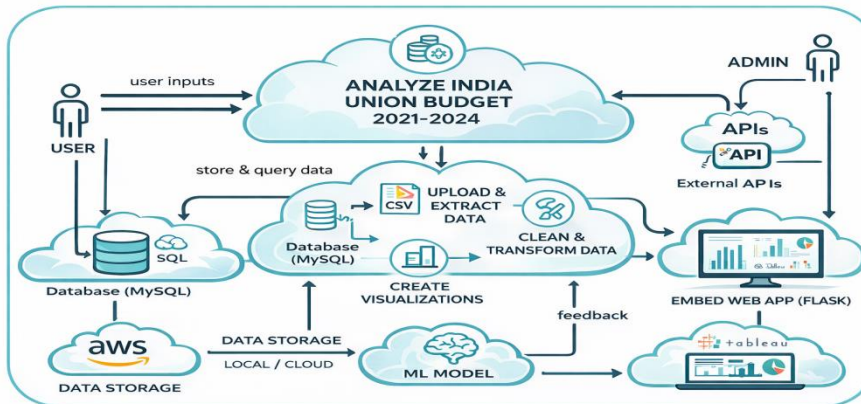 ANALYZE INDIA
UNION BUDGET
2021-2024
user inputs
USER
ADMIN
APIs
API
External AP Is
store & query data
CSV
UPLOAD &
EXTRACT
DATA
Database
(MySQL)
CLEAN &
TRANSFORM DATA
CREATE
VISUALIZATIONS
SQL
Database (MySQL)
EMBED WEB APP (FLASK)
aws
DATA STORAGE
DATA STORAGE
LOCAL / CLOUD
ML MODEL
feedback
tableau